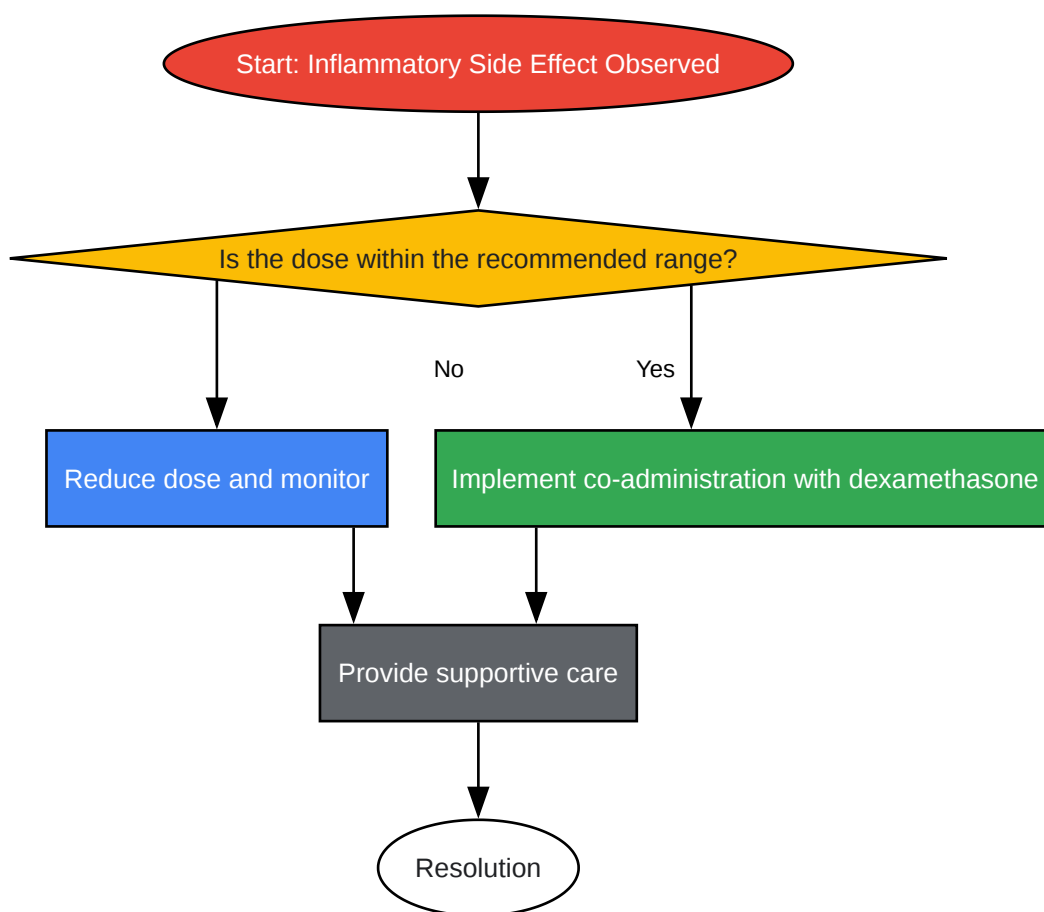 Start: Inflammatory Side Effect Observed
Is the dose within the recommended range?
No
Yes
Reduce dose and monitor
Implement co-administration with dexamethasone
Provide supportive care
Resolution